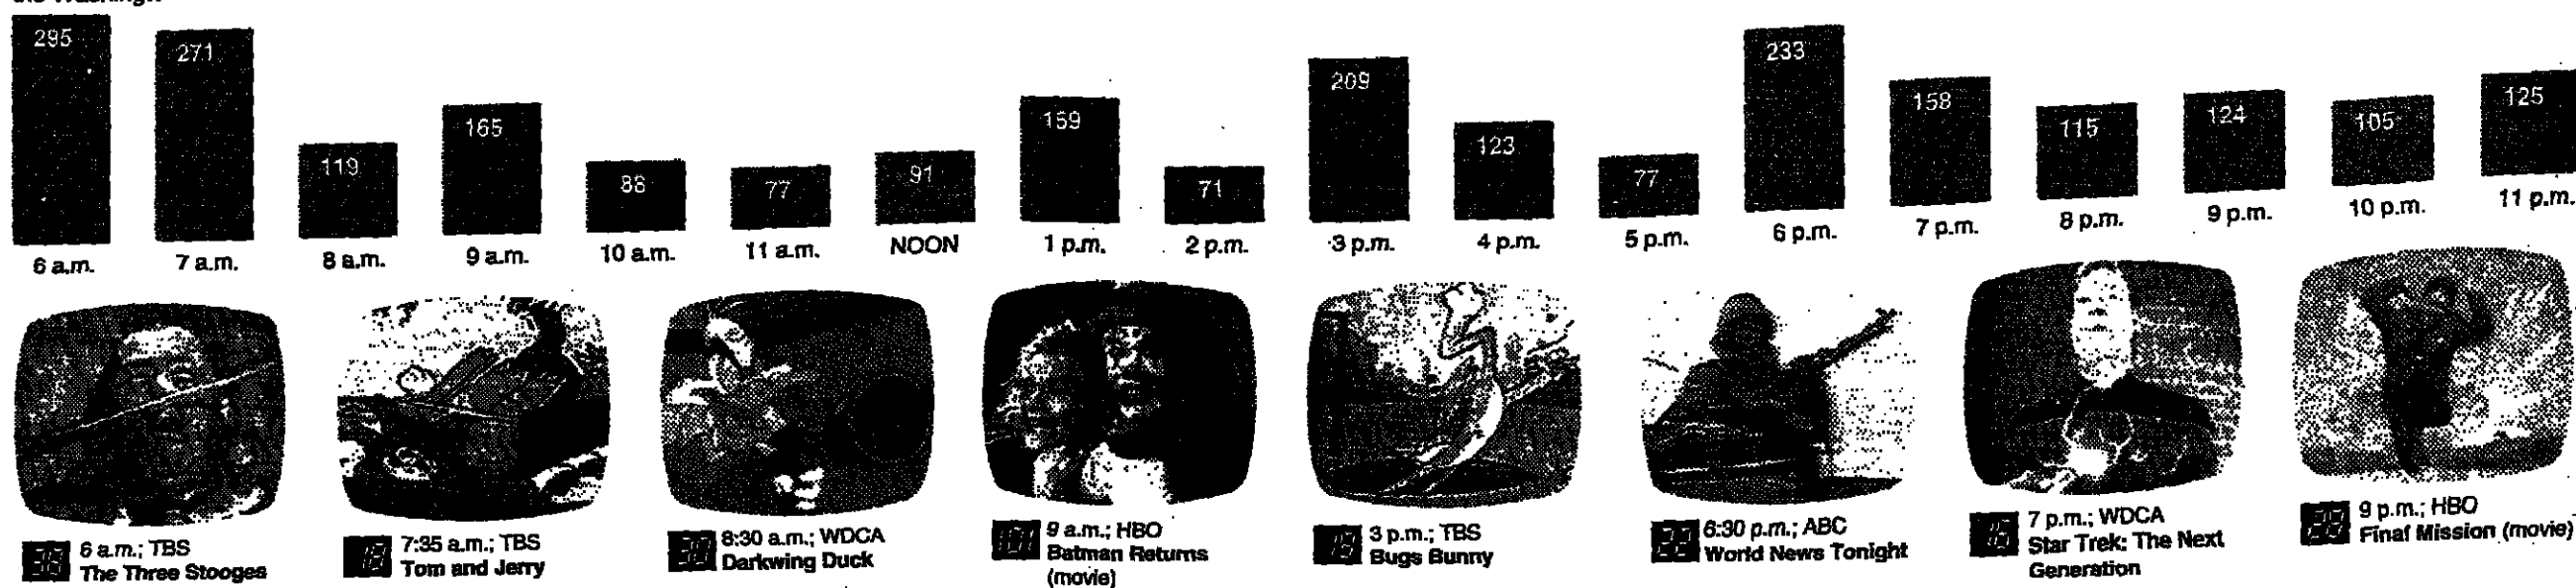 295
271
119
165
88
77
91
159
71
209
123
77
233
158
115
124
105
125
6 a.m.
7 a.m.
8 a.m.
9 a.m.
10 a.m.
11 a.m.
NOON
1 p.m.
2 p.m.
3 p.m.
4 p.m.
5 p.m.
6 p.m.
7 p.m.
8 p.m.
9 p.m.
10 p.m.
11 p.m.
6 a.m.; TBS
The Three Stooges
7:35 a.m.; TBS
Tom and Jerry
8:30 a.m.; WDCA
Darkwing Duck
101
9 a.m.; HBO
Batman Returns
(movie)
3 p.m.; TBS
Bugs Bunny
6:30 p.m.; ABC
World News Tonight
7 p.m.; WDCA
Star Trek: The Next
Generation
9 p.m.; HBO
Final Mission (movie)